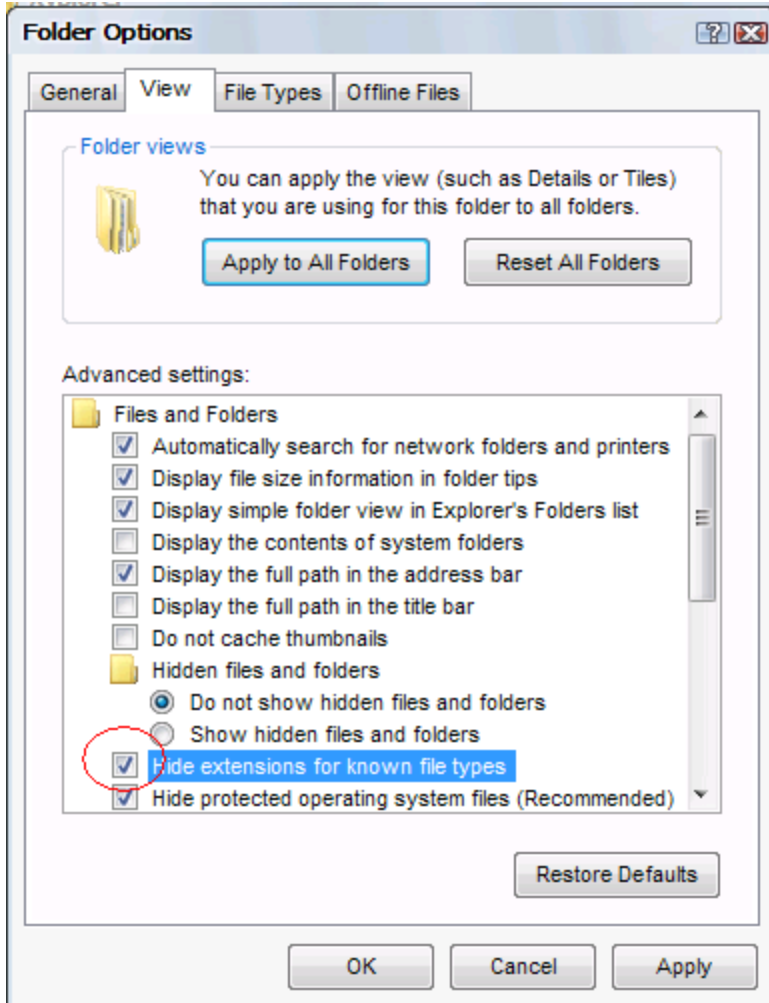 Folder Options
General View File Types Offline Files
Folder views
You can apply the view (such as Details or Tiles)
that you are using for this folder to all folders.
Apply to All Folders Reset All Folders
Advanced settings:
Files and Folders
Automatically search for network folders and printers
Display file size information in folder tips
Display simple folder view in Explorer's Folders list
Display the contents of system folders
Display the full path in the address bar
Display the full path in the title bar
Do not cache thumbnails
Hidden files and folders
Do not show hidden files and folders
Show hidden files and folders
Hide extensions for known file types
Hide protected operating system files (Recommended)
Restore Defaults
OK Cancel Apply